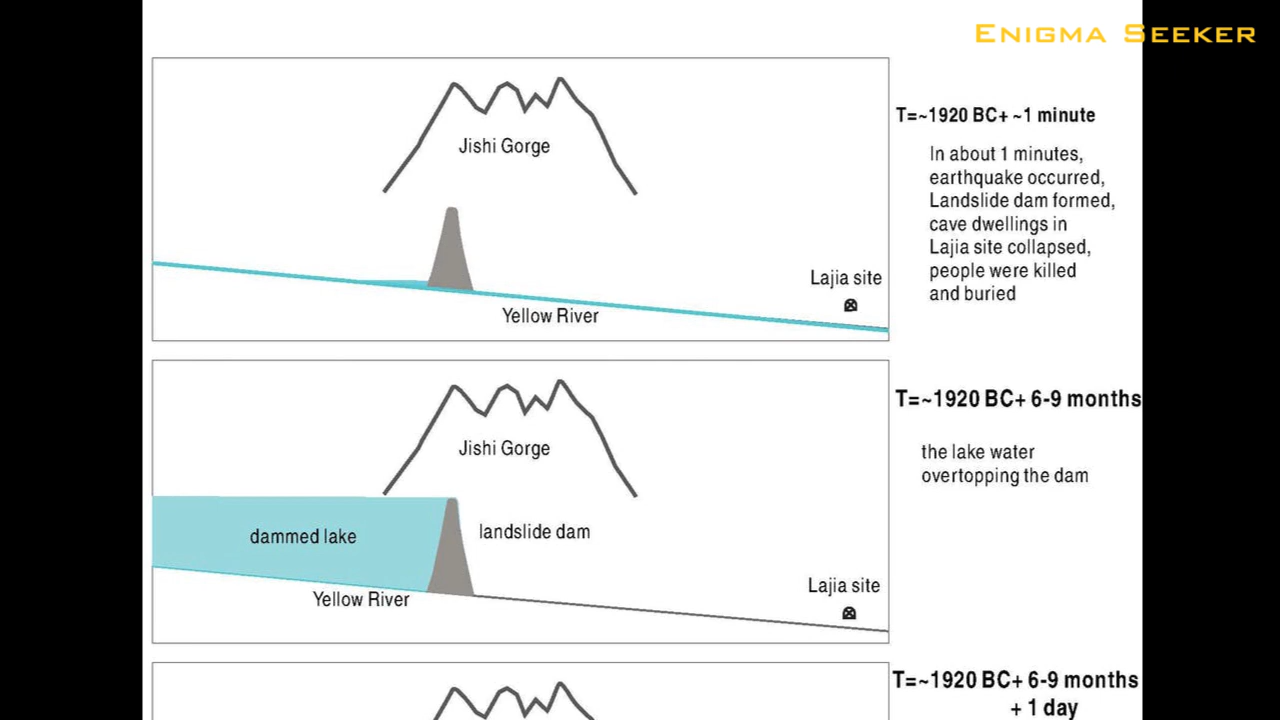 ENIGMA SEEKER
Jishi Gorge
Lajia site
Yellow River
T=~1920 BC+ ~1 minute
In about 1 minutes,
earthquake occurred,
Landslide dam formed,
cave dwellings in
Lajia site collapsed,
people were killed
and buried
Jishi Gorge
dammed lake
landslide dam
Lajia site
Yellow River
T=~1920 BC+ 6-9 months
the lake water
overtopping the dam
T=~1920 BC+ 6-9 months
+ 1 day